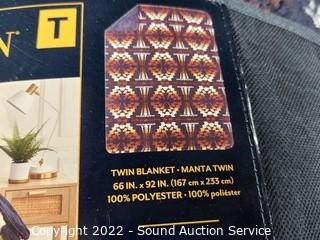 N T
TWIN BLANKET • MANTA TWIN
66 IN. x 92 IN. (167 cm x 233 cm)
100% POLYESTER • 100% poliéster
Copyright 2022 - Sound Auction Service